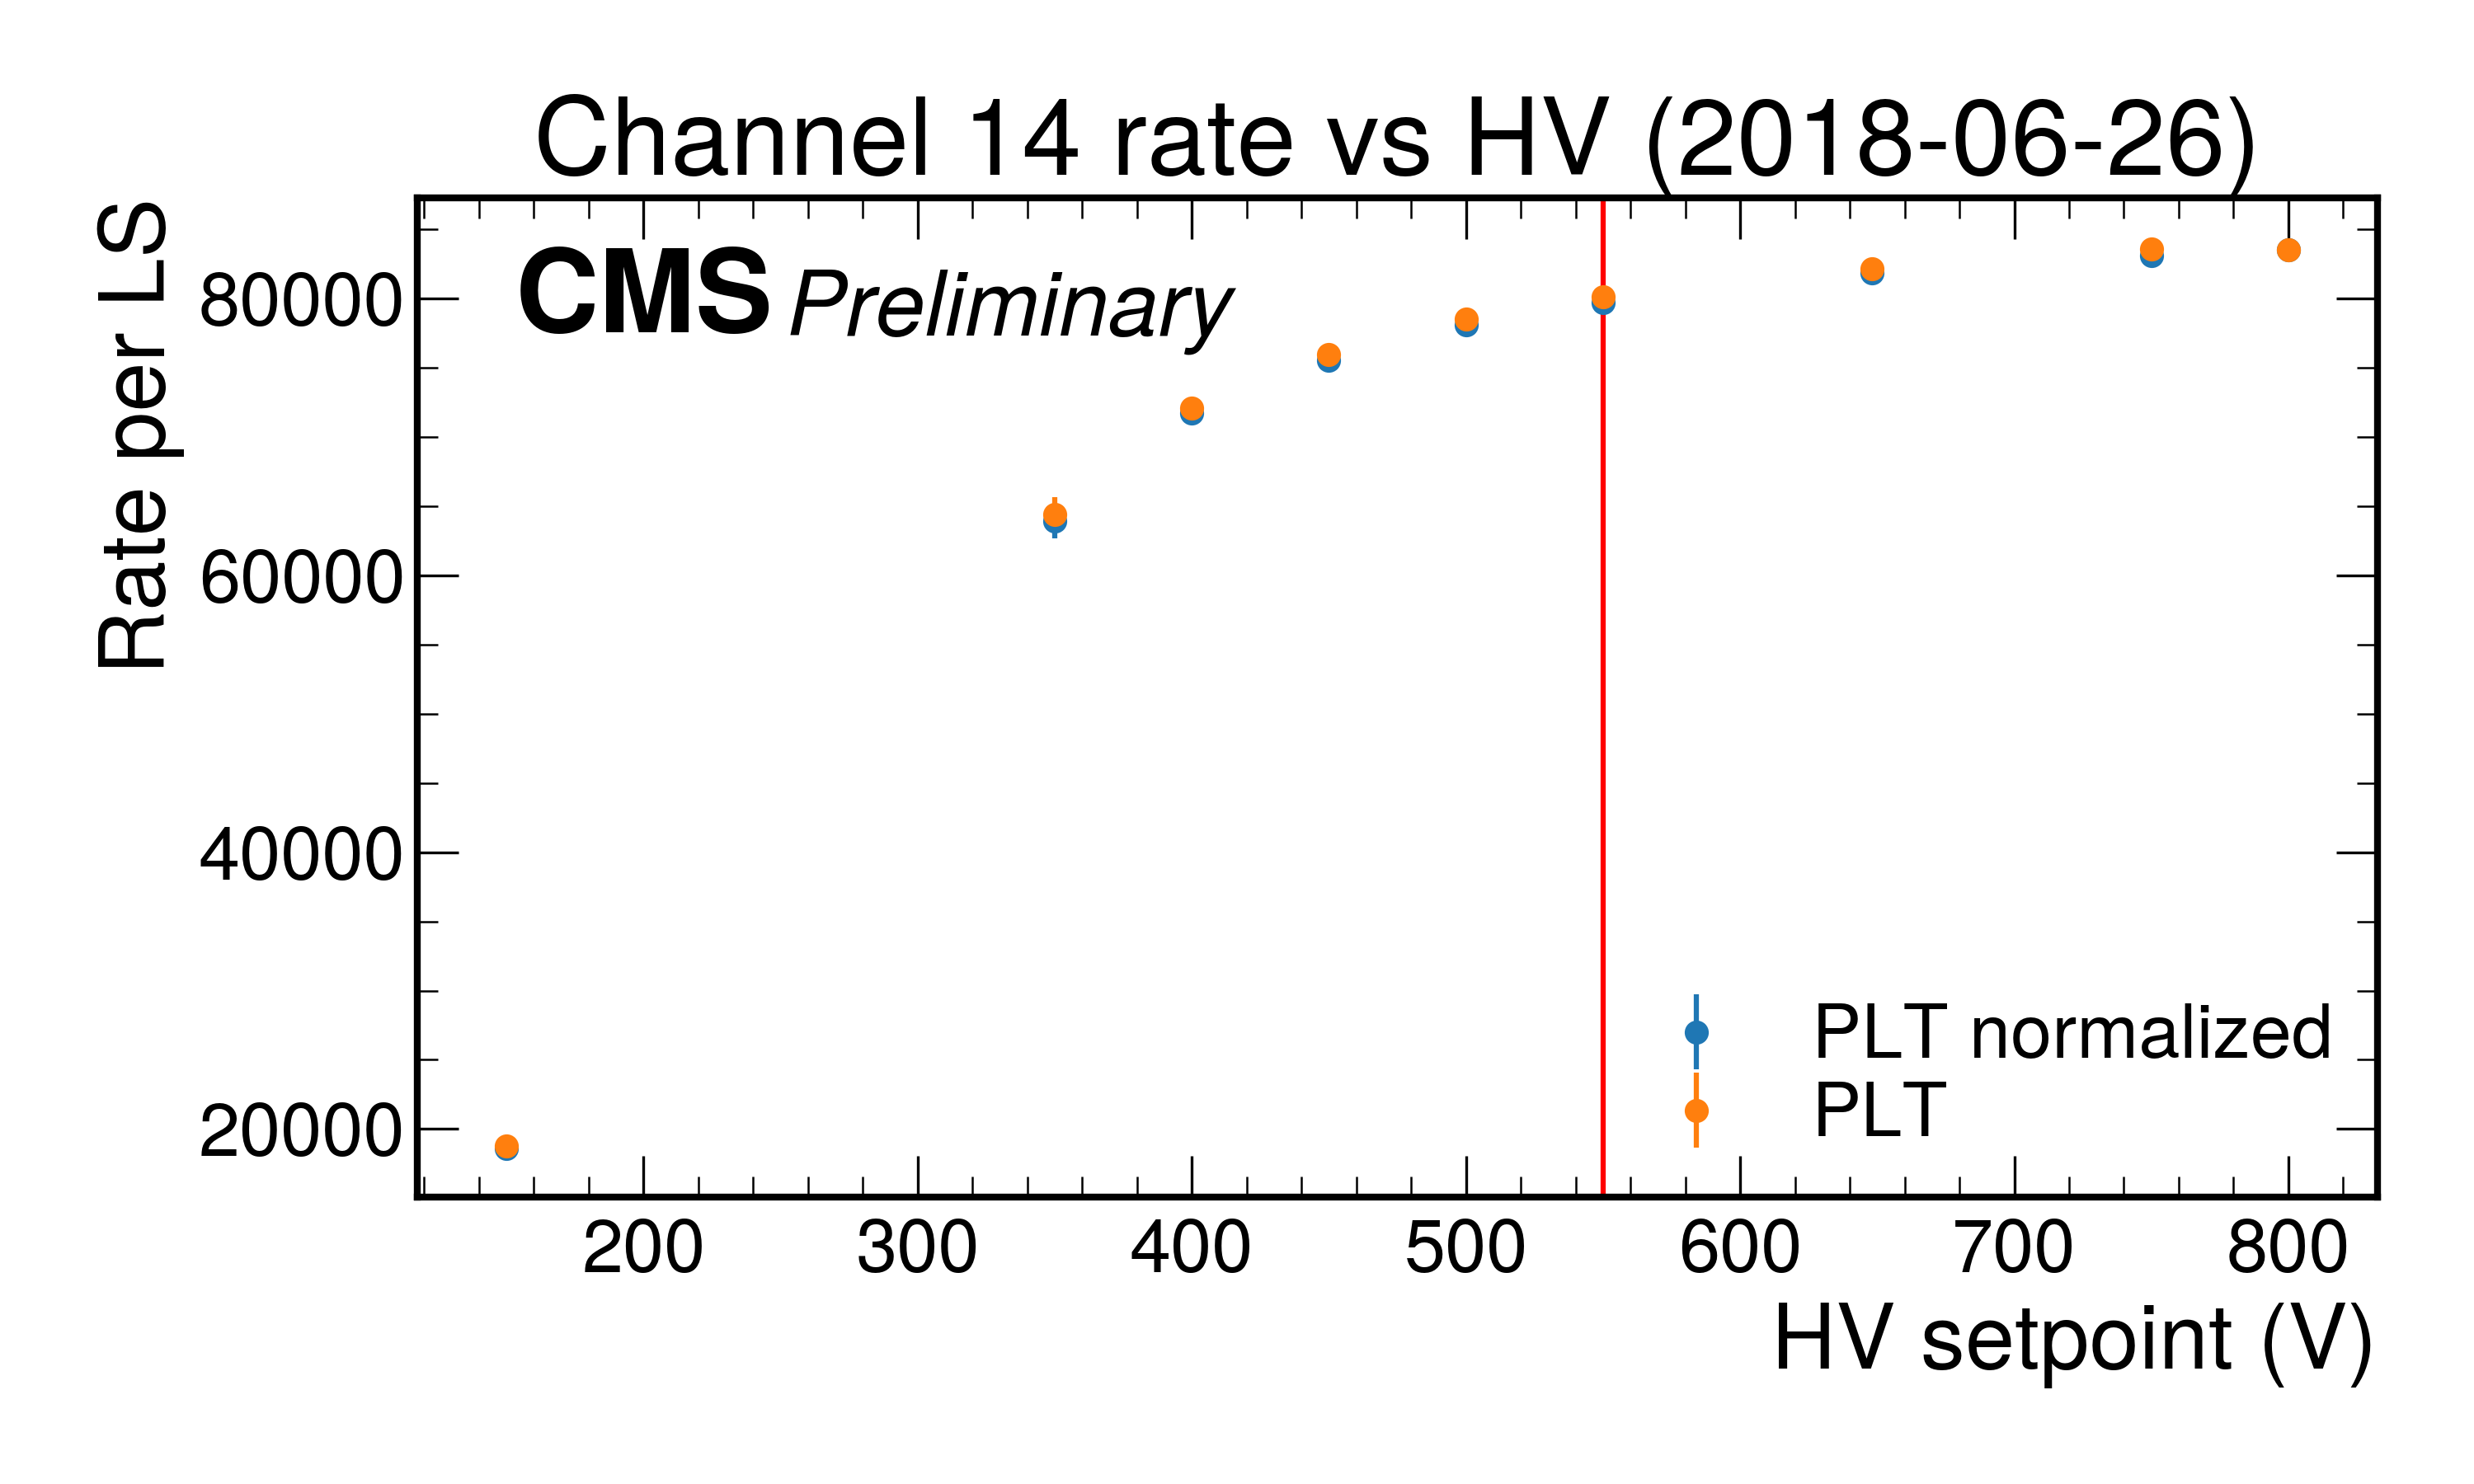 Channel 14 rate vs HV (2018-06-26)
CMS Preliminary
Rate per LS
80000
60000
40000
20000
PLT normalized
PLT
200 300 400 500 600 700 800
HV setpoint (V)